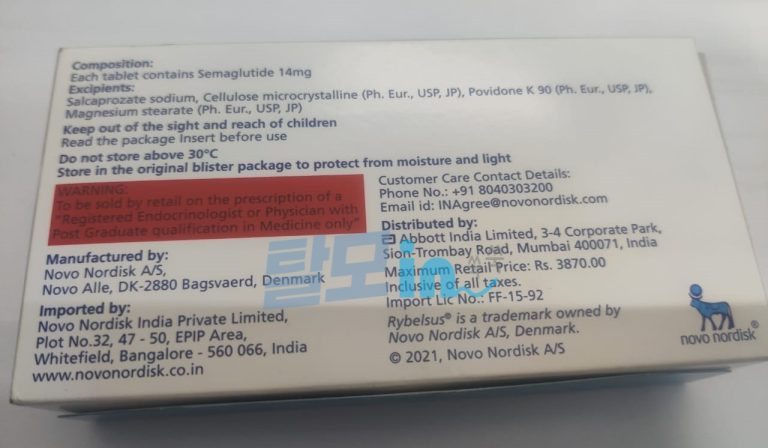 Composition:
Each tablet contains Semaglutide 14mg
Excipients:
Salcaprozate sodium, Cellulose microcrystalline (Ph. Eur., USP, JP), Povidone K 90 (Ph. Eur., USP, JP),
Magnesium stearate (Ph. Eur., USP, JP)
Keep out of the sight and reach of children
Read the package Insert before use
Do not store above 30°C
Store in the original blister package to protect from moisture and light
WARNING:
To be sold by retail on the prescription of a
"Registered Endocrinologist or Physician with
Post Graduate qualification in Medicine only"
Manufactured by:
Novo Nordisk A/S,
Novo Alle, DK-2880 Bagsvaerd, Denmark
Imported by:
Novo Nordisk India Private Limited,
Plot No.32, 47 - 50, EPIP Area,
Whitefield, Bangalore - 560 066, India
www.novonordisk.co.in
Customer Care Contact Details:
Phone No.: +91 8040303200
Email id: INAgree@novonordisk.com
Distributed by:
Abbott India Limited, 3-4 Corporate Park,
Sion-Trombay Road, Mumbai 400071, India
Maximum Retail Price: Rs. 3870.00
Inclusive of all taxes.
Import Lic No.: FF-15-92
Rybelsus® is a trademark owned by
Novo Nordisk A/S, Denmark.
© 2021, Novo Nordisk A/S
novo nordisk®
탈모in